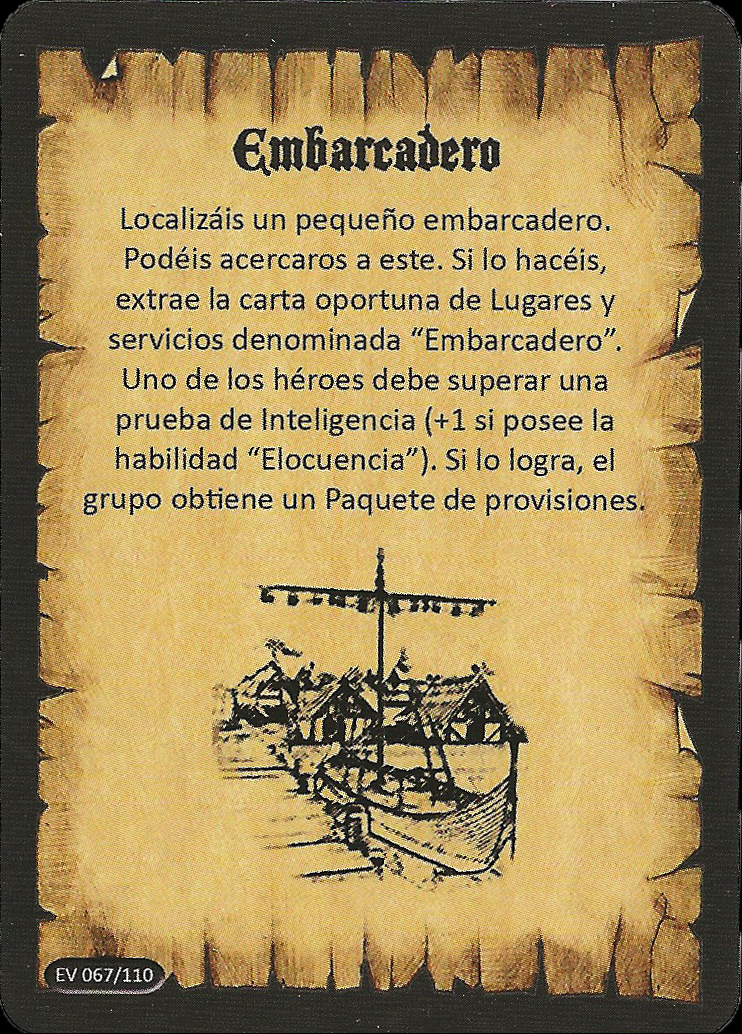 Embarcadero
Localizáis un pequeño embarcadero.
Podéis acercaros a este. Si lo hacéis,
extrae la carta oportuna de Lugares y
servicios denominada “Embarcadero”.
Uno de los héroes debe superar una
prueba de Inteligencia (+1 si posee la
habilidad “Elocuencia”). Si lo logra, el
grupo obtiene un Paquete de provisiones.
EV 067/110